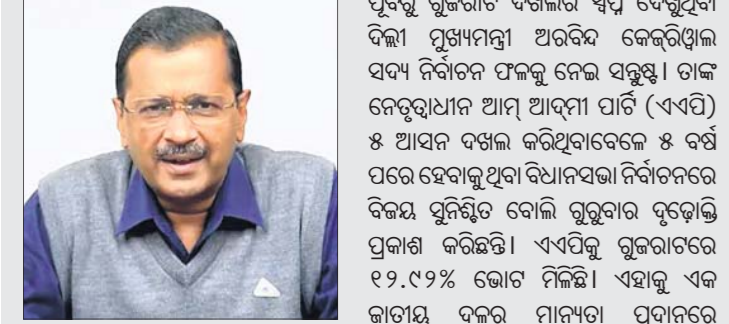 ପୂର୍ବରୁ ଗୁଜରାଟ ଦଖଲର ସ୍ୱପ୍ନ ଦେଖୁଥିବା
ଦିଲ୍ଲୀ ମୁଖ୍ୟମନ୍ତ୍ରୀ ଅରବିନ୍ଦ କେଜ୍‌ରିୱାଲ
ସଦ୍ୟ ନିର୍ବାଚନ ଫଳକୁ ନେଇ ସନ୍ତୁଷ୍ଟ। ତାଙ୍କ
ନେତୃତ୍ୱାଧୀନ ଆମ୍ ଆଦ୍‌ମୀ ପାର୍ଟି (ଏଏପି)
୫ ଆସନ ଦଖଲ କରିଥିବାବେଳେ ୫ ବର୍ଷ
ପରେ ହେବାକୁଥିବା ବିଧାନସଭା ନିର୍ବାଚନରେ
ବିଜୟ ସୁନିଶ୍ଚିତ ବୋଲି ଗୁରୁବାର ଦୃଢ଼ୋକ୍ତି
ପ୍ରକାଶ କରିଛନ୍ତି। ଏଏପିକୁ ଗୁଜରାଟରେ
୧୨.୯୨% ଭୋଟ ମିଳିଛି। ଏହାକୁ ଏକ
ଜାତୀୟ ଦଳର ମାନ୍ୟତା ପ୍ରଦାନରେ